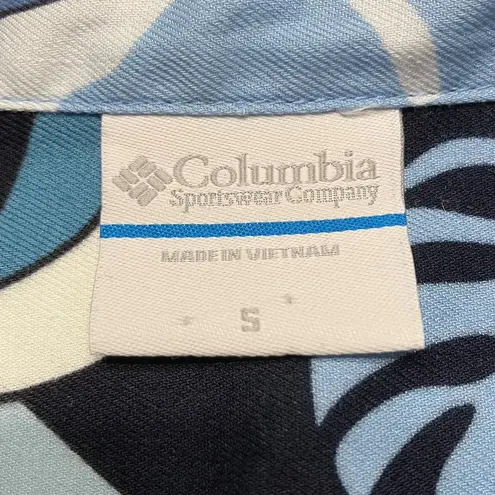 Columbia
Sportswear Company
MADE IN VIETNAM
S